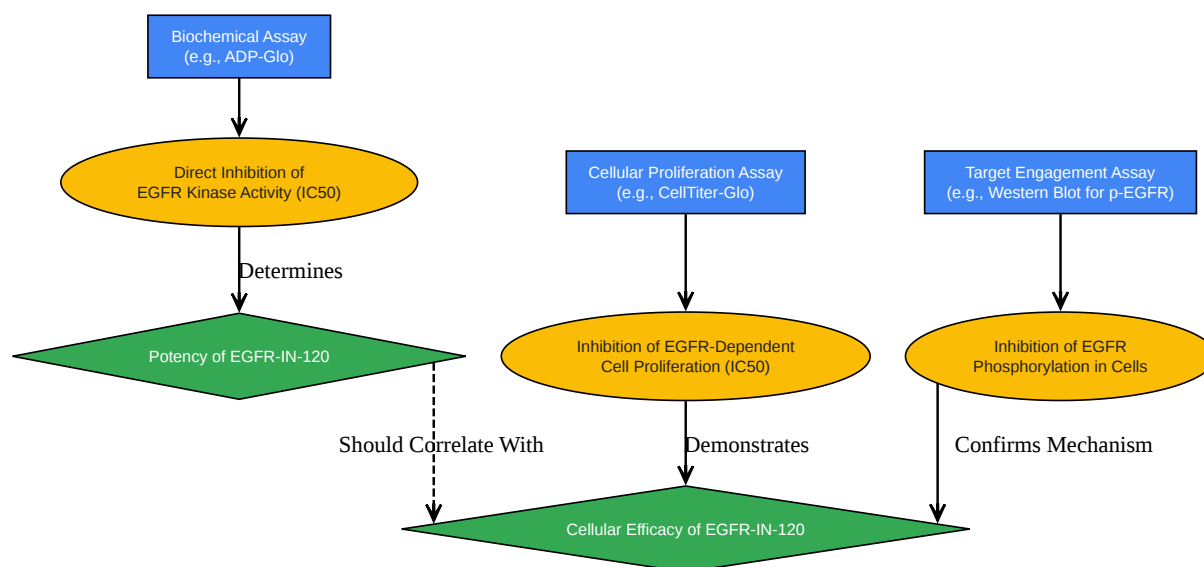 Biochemical Assay
(e.g., ADP-Glo)
Direct Inhibition of
EGFR Kinase Activity (IC50)
Cellular Proliferation Assay
(e.g., CellTiter-Glo)
Target Engagement Assay
(e.g., Western Blot for p-EGFR)
Determines
Potency of EGFR-IN-120
Inhibition of EGFR-Dependent
Cell Proliferation (IC50)
Inhibition of EGFR
Phosphorylation in Cells
Should Correlate With
Demonstrates
Confirms Mechanism
Cellular Efficacy of EGFR-IN-120